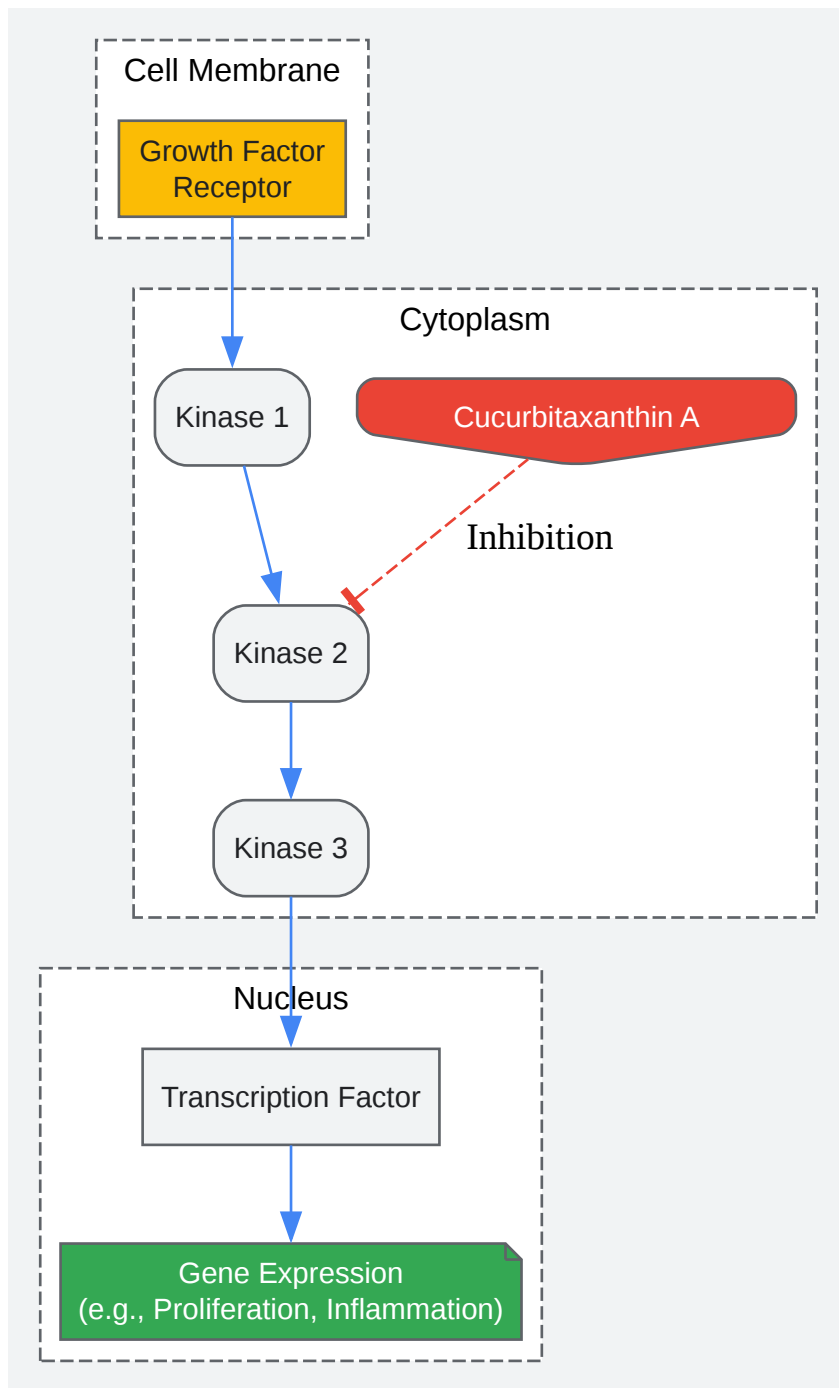 Cell Membrane
Growth Factor
Receptor
Cytoplasm
Kinase 1
Cucurbitaxanthin A
Inhibition
Kinase 2
Kinase 3
Nucleus
Transcription Factor
Gene Expression
(e.g., Proliferation, Inflammation)